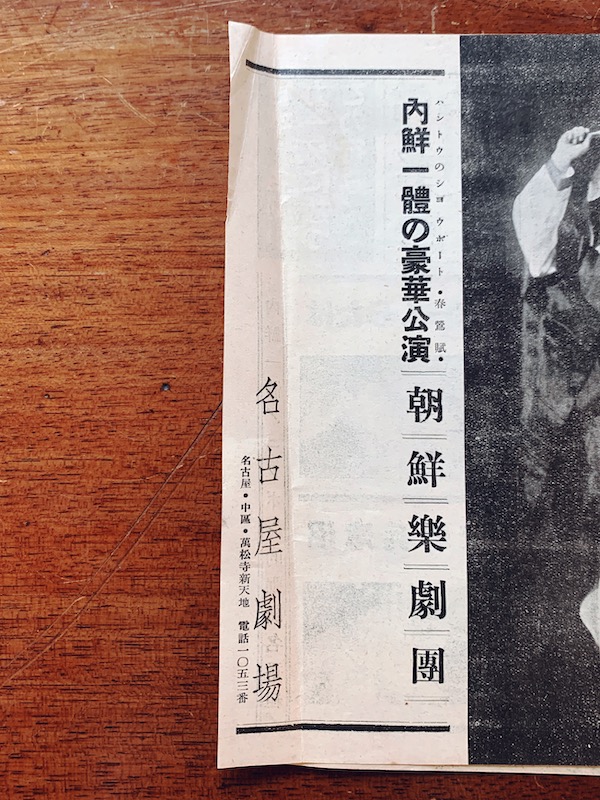 ハントウのショウボート・春鶯賦・
內鮮一體の豪華公演
朝鮮樂劇團
名古屋劇場
名古屋・中區・萬松寺新天地 電話一〇五三番